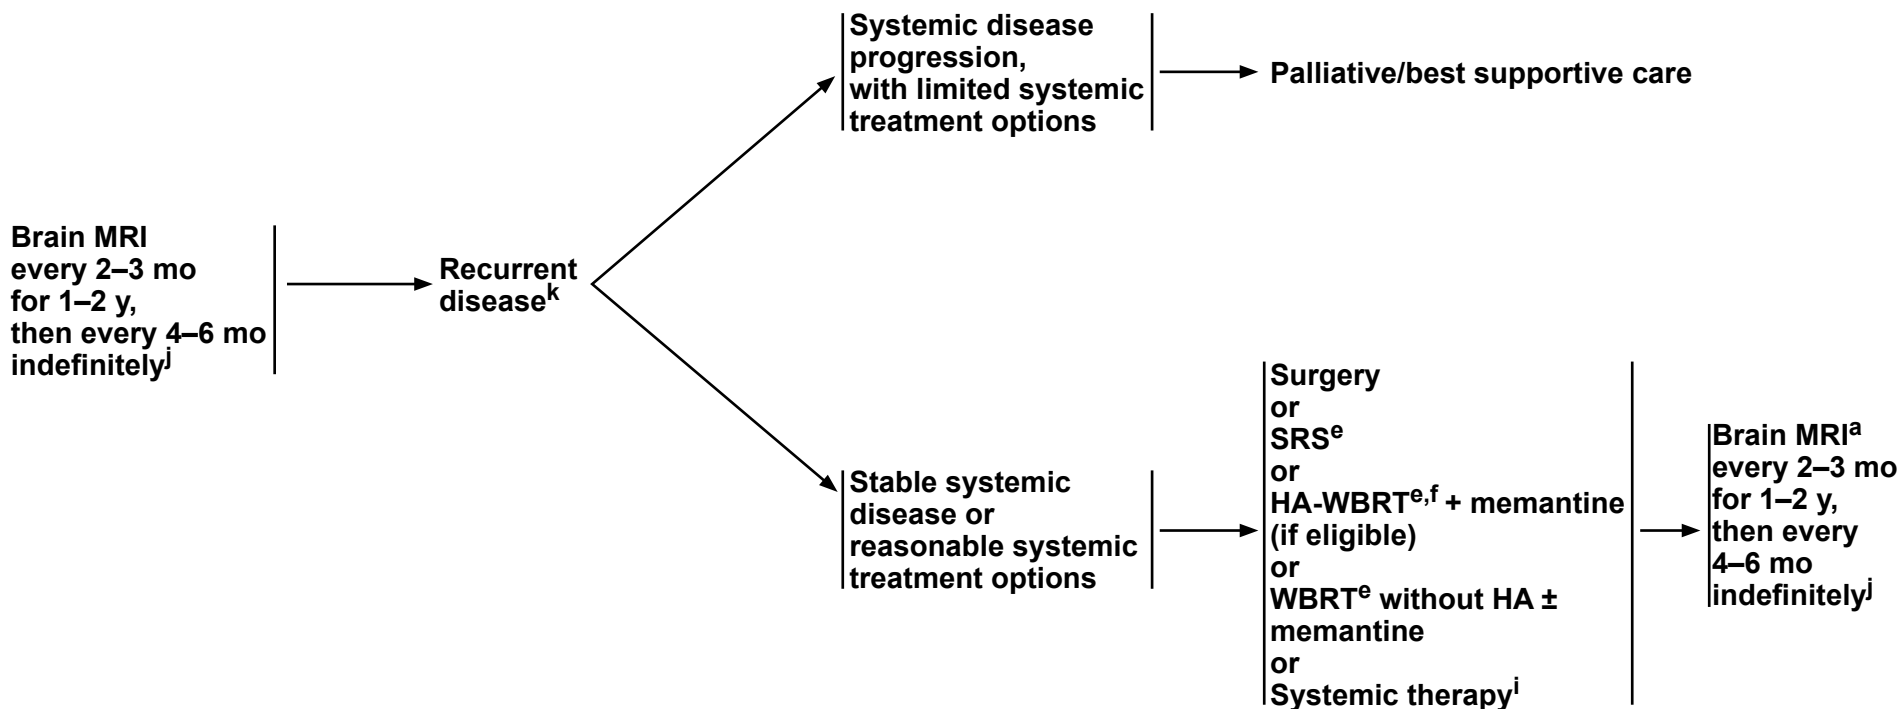 Systemic disease
progression,
with limited systemic
treatment options
Palliative/best supportive care
Brain MRI
every 2–3 mo
for 1–2 y,
then every 4–6 mo
indefinitelyj
Recurrent
diseasek
Stable systemic
disease or
reasonable systemic
treatment options
Surgery
or
SRSe
or
HA-WBRTe,f + memantine
(if eligible)
or
WBRTe without HA ±
memantine
or
Systemic therapyi
Brain MRIa
every 2–3 mo
for 1–2 y,
then every
4–6 mo
indefinitelyj